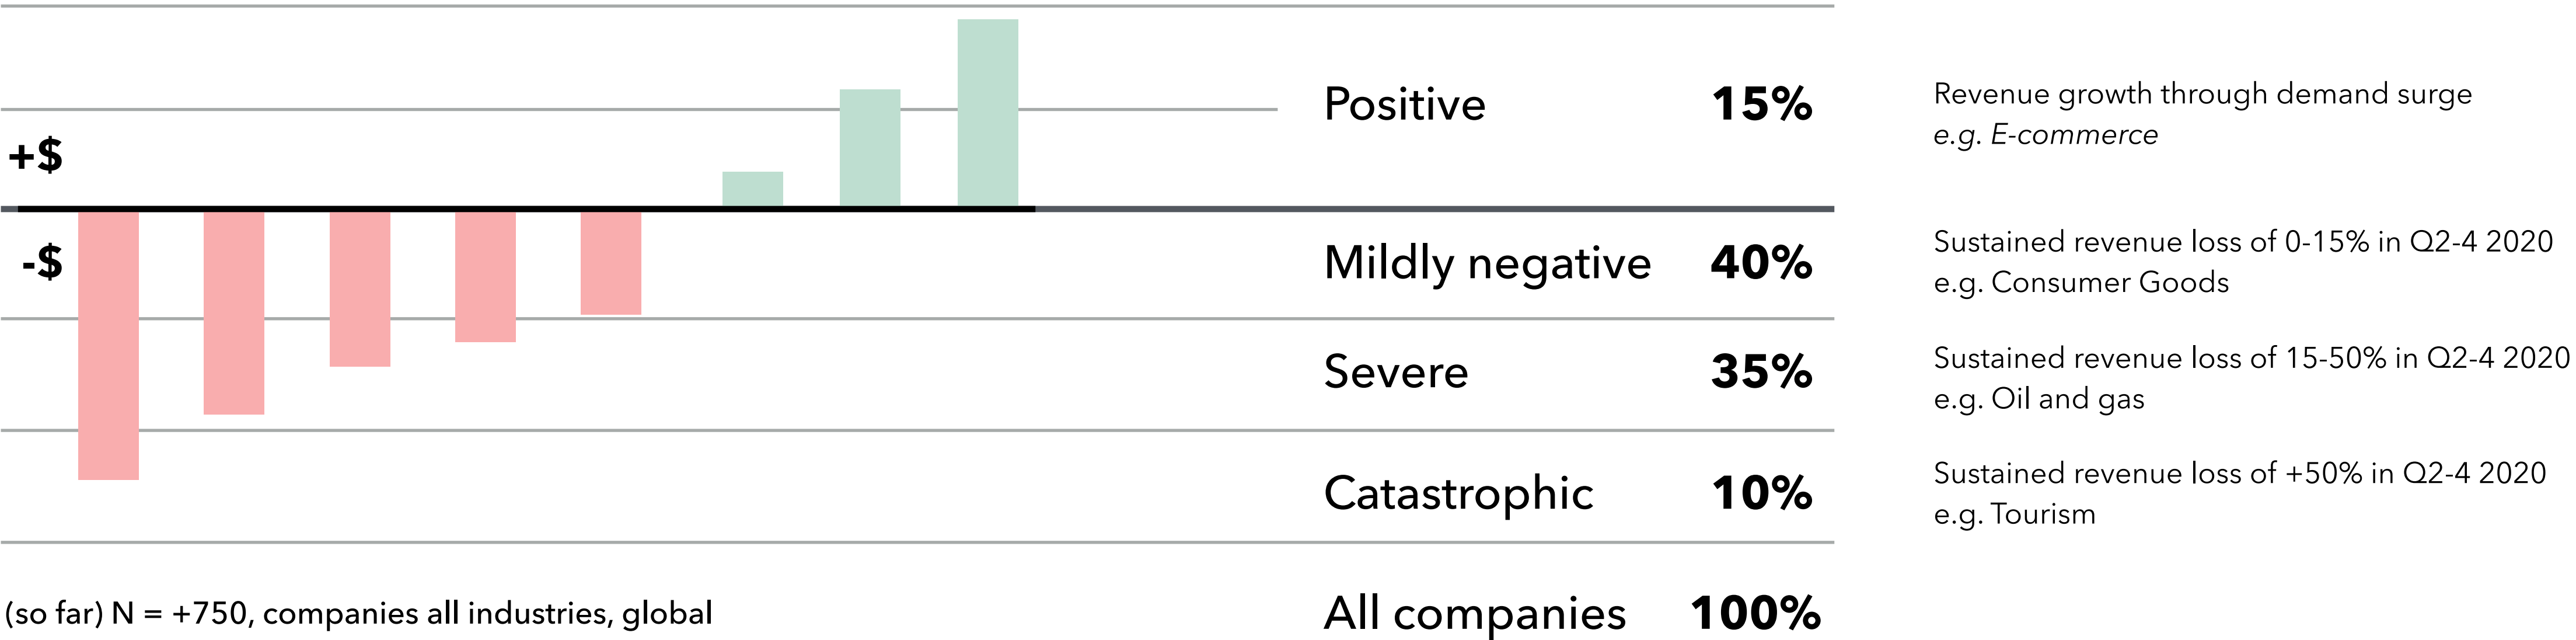 Positive 15% Revenue growth through demand surge
e.g. E-commerce
+$
-$
Mildly negative 40% Sustained revenue loss of 0-15% in Q2-4 2020
e.g. Consumer Goods
Severe 35% Sustained revenue loss of 15-50% in Q2-4 2020
e.g. Oil and gas
Catastrophic 10% Sustained revenue loss of +50% in Q2-4 2020
e.g. Tourism
(so far) N = +750, companies all industries, global
All companies 100%